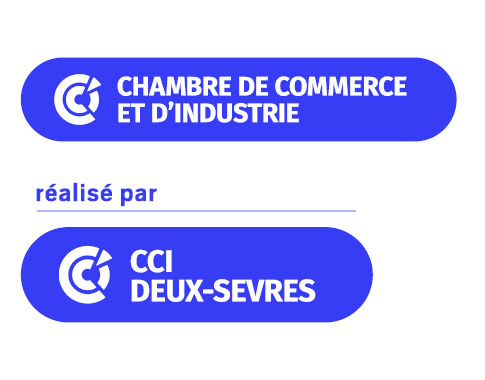 CHAMBRE DE COMMERCE
ET D’INDUSTRIE
réalisé par
CCI
DEUX-SEVRES